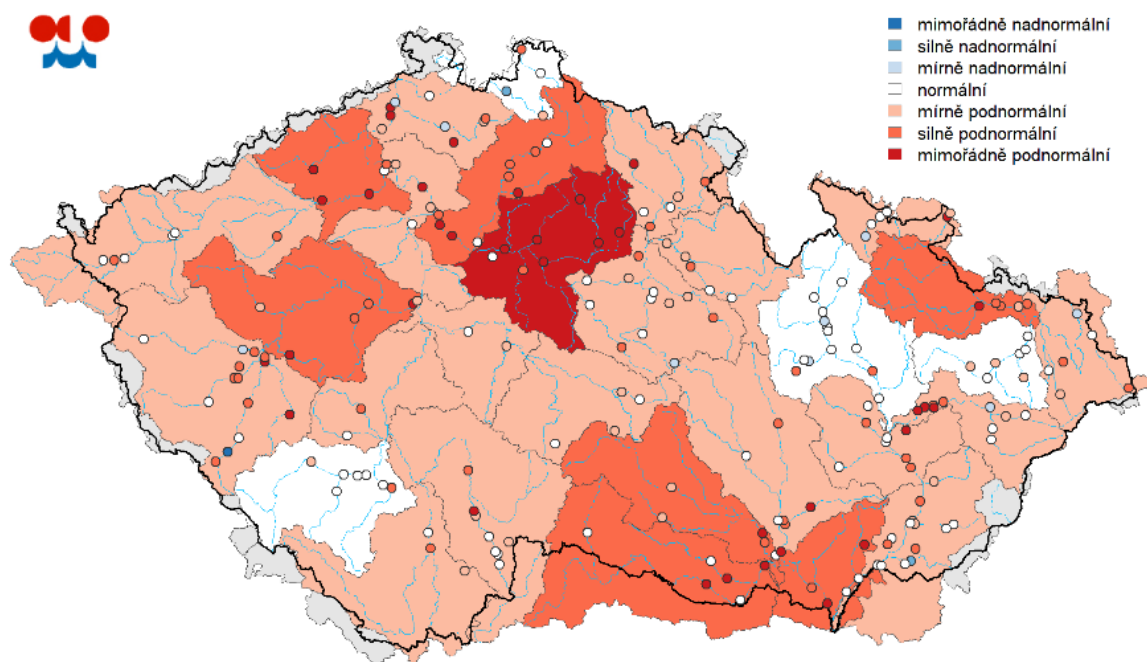 mimořádně nadnormální
silně nadnormální
mírně nadnormální
normální
mírně podnormální
silně podnormální
mimořádně podnormální